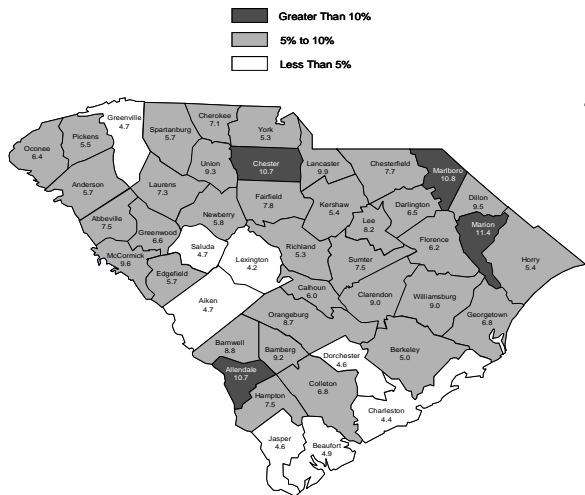 Greater Than 10%
5% to 10%
Less Than 5%
Greenville
4.7
Cherokee
7.1
Spartanburg
5.7
York
5.3
Pickens
5.5
Oconee
6.4
Union
9.3
Chester
10.7
Lancaster
9.9
Chesterfield
7.7
Marlboro
10.8
Anderson
5.7
Laurens
7.3
Fairfield
7.8
Kershaw
5.4
Darlington
6.5
Dillon
9.5
Abbeville
7.5
Greenwood
6.6
Newberry
5.8
Lee
8.2
Florence
6.2
Marion
11.4
McCormick
9.6
Saluda
4.7
Lexington
4.2
Richland
5.3
Sumter
7.5
Horry
5.4
Edgefield
5.7
Aiken
4.7
Calhoun
6.0
Clarendon
9.0
Williamsburg
9.0
Georgetown
6.8
Orangeburg
8.7
Barnwell
8.8
Bamberg
9.2
Dorchester
4.6
Berkeley
5.0
Allendale
10.7
Colleton
6.8
Hampton
7.5
Charleston
4.4
Jasper
4.6
Beaufort
4.9